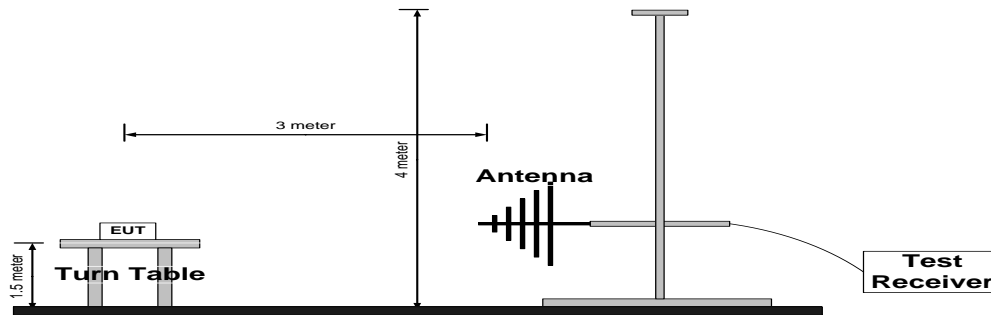 3 meter
4 meter
Antenna
EUT
1.5 meter
Turn Table
Test
Receiver